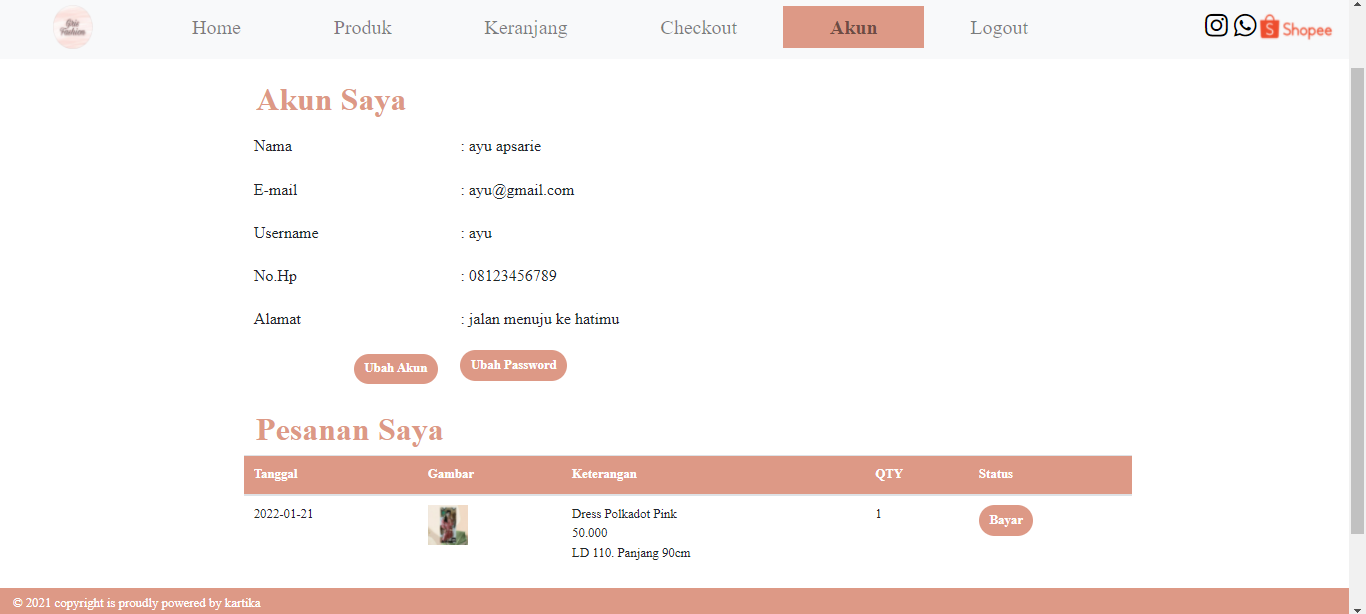 Gris Fashion
Home Produk Keranjang Checkout Akun Logout Shopee
Akun Saya
Nama : ayu apsarie
E-mail : ayu@gmail.com
Username : ayu
No.Hp : 08123456789
Alamat : jalan menuju ke hatimu
Ubah Akun Ubah Password
Pesanan Saya
Tanggal Gambar Keterangan QTY Status
2022-01-21 Dress Polkadot Pink 1 Bayar
50.000
LD 110. Panjang 90cm
© 2021 copyright is proudly powered by kartika